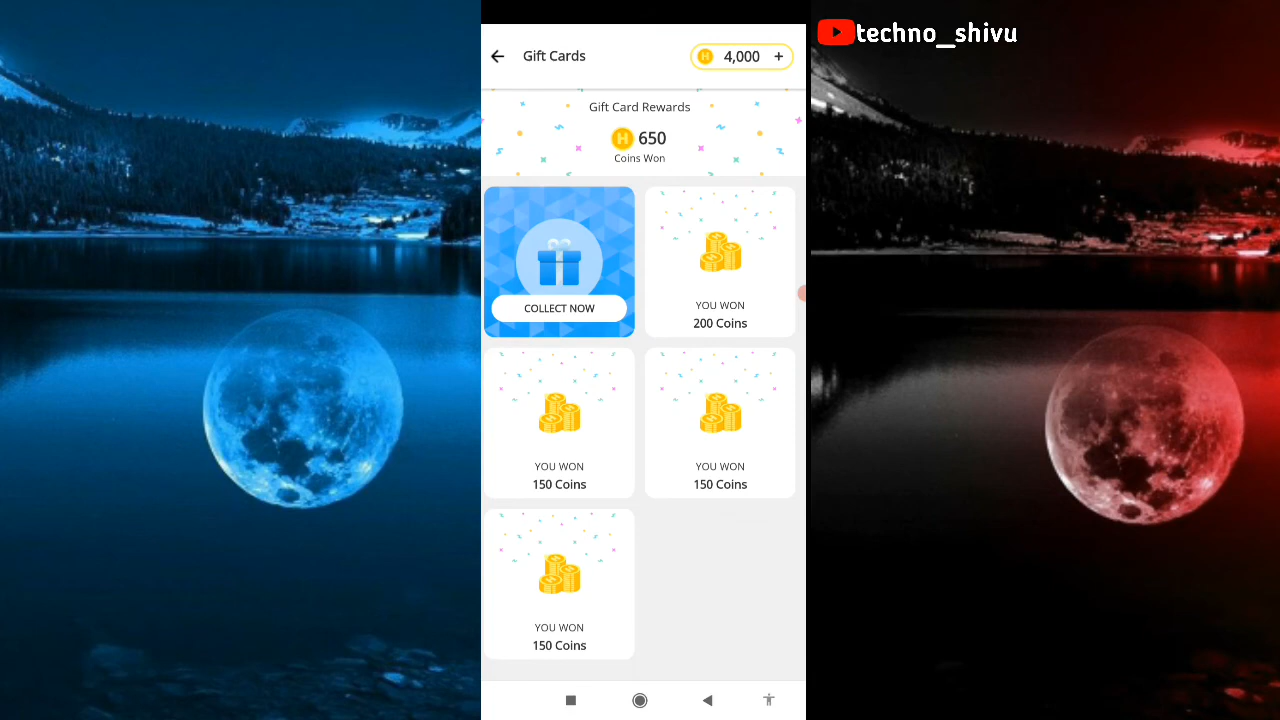 techno_shivu
Gift Cards
4,000 +
Gift Card Rewards
650
Coins Won
COLLECT NOW
YOU WON
200 Coins
YOU WON
150 Coins
YOU WON
150 Coins
YOU WON
150 Coins